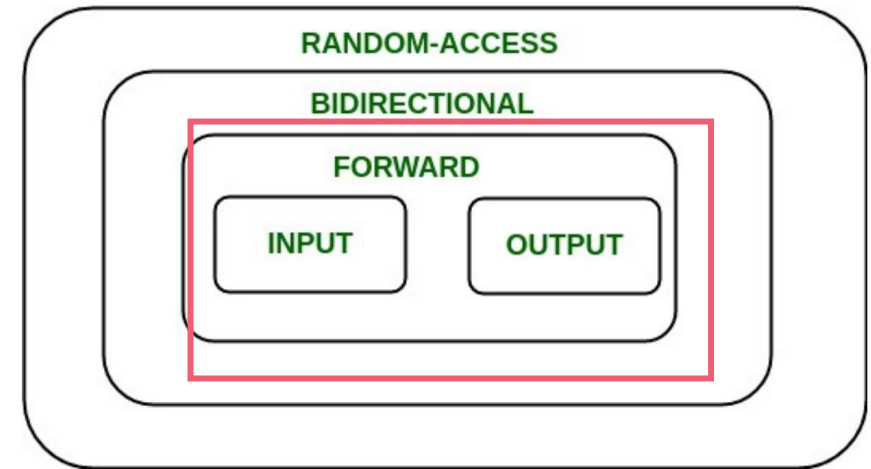 RANDOM-ACCESS
BIDIRECTIONAL
FORWARD
INPUT OUTPUT